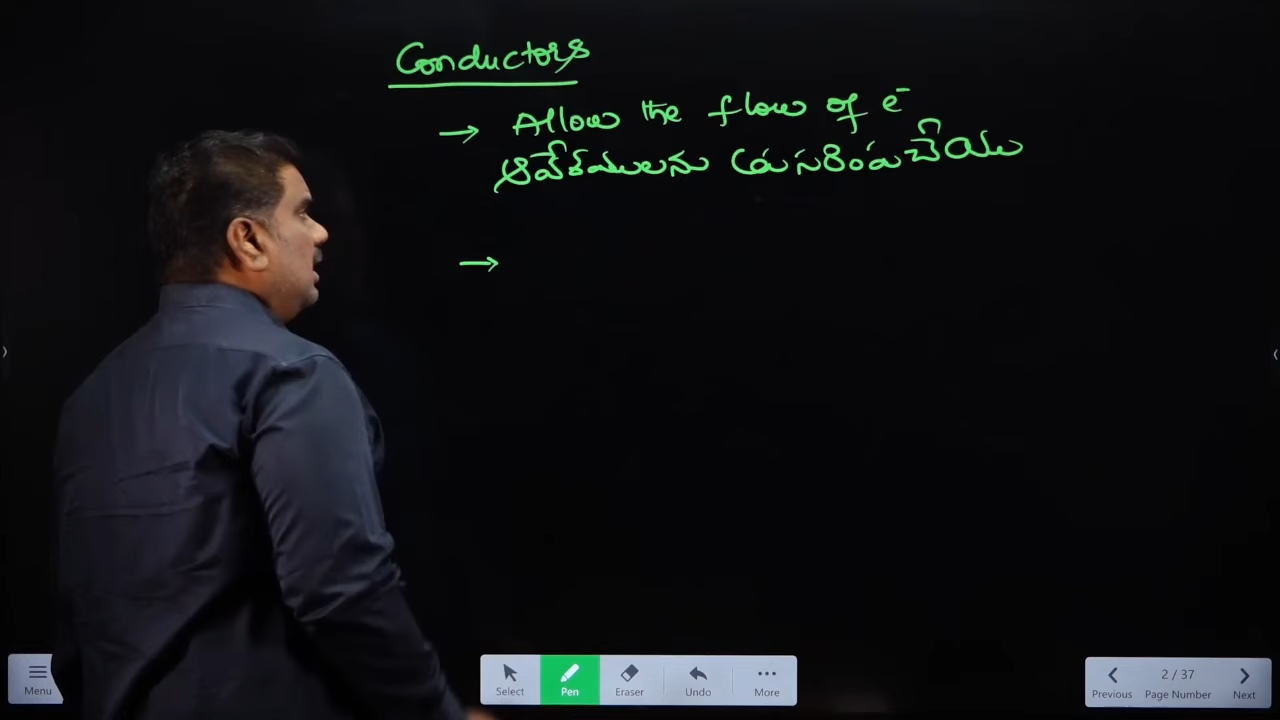 Conductors
→ Allow the flow of e⁻
ఆవేశములను ప్రసరింపచేయు
→
Menu
Select
Pen
Eraser
Undo
More
Previous
2 / 37
Page Number
Next